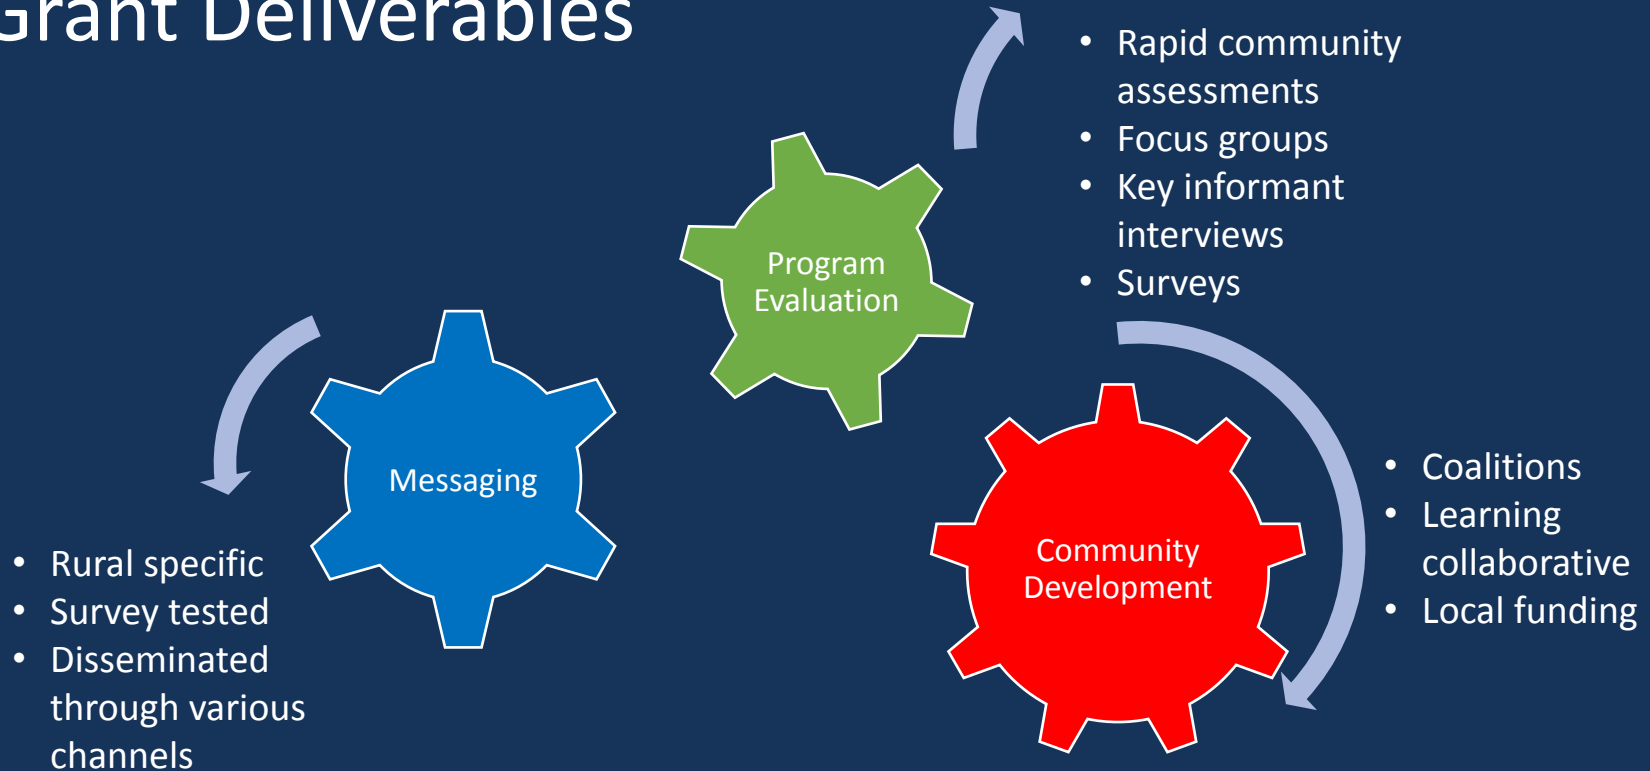 Grant Deliverables
• Rapid community
assessments
• Focus groups
• Key informant
interviews
• Surveys
Program
Evaluation
Messaging
• Rural specific
• Survey tested
• Disseminated
through various
channels
Community
Development
• Coalitions
• Learning
collaborative
• Local funding